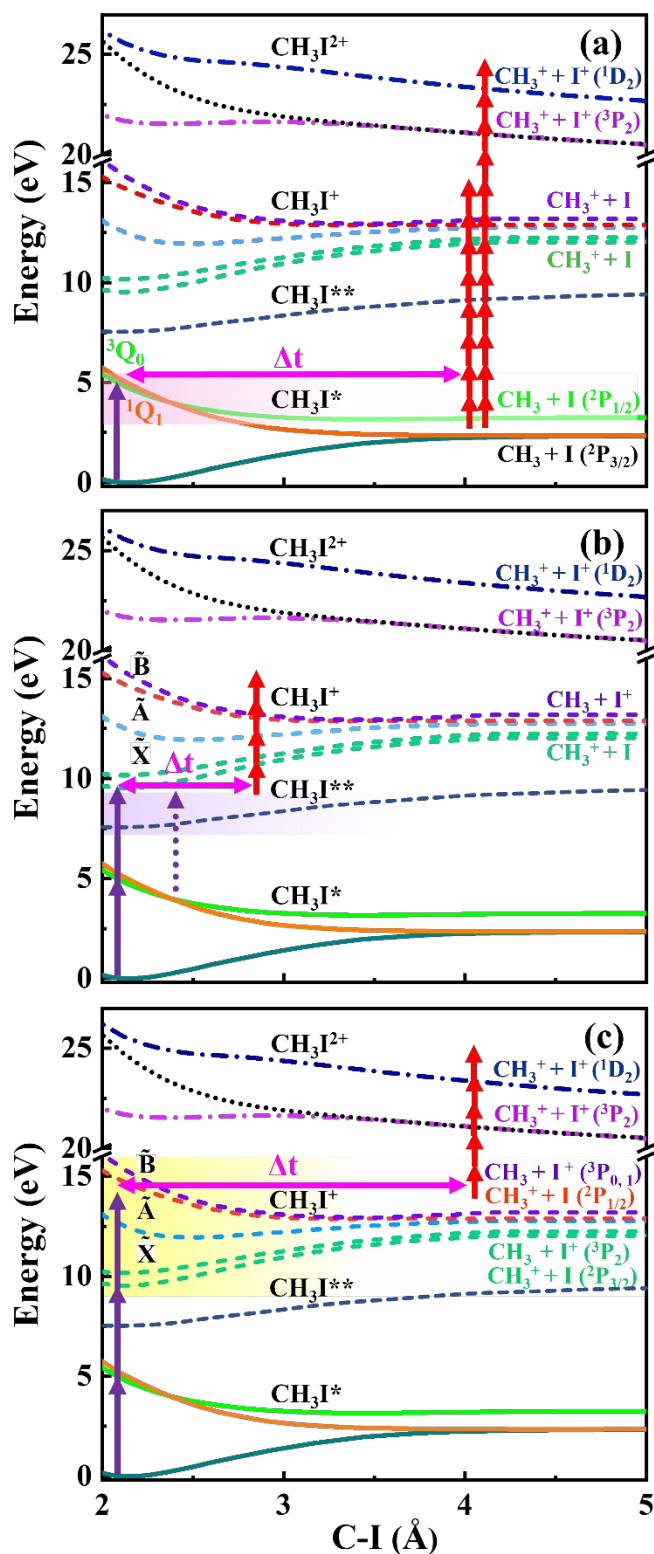 (a)
25
CH₃I²⁺
CH₃⁺ + I⁺ (¹D₂)
CH₃⁺ + I⁺ (³P₂)
20
15
CH₃I⁺
CH₃⁺ + I
CH₃⁺ + I
10
CH₃I**
Energy (eV)
³Q₀
Δt
5
¹Q₁
CH₃I*
CH₃ + I (²P₁/₂)
CH₃ + I (²P₃/₂)
0
(b)
25
CH₃I²⁺
CH₃⁺ + I⁺ (¹D₂)
CH₃⁺ + I⁺ (³P₂)
20
B̃
15
CH₃I⁺
CH₃ + I⁺
Ã
X̃
CH₃⁺ + I
Δt
10
CH₃I**
Energy (eV)
5
CH₃I*
0
(c)
25
CH₃I²⁺
CH₃⁺ + I⁺ (¹D₂)
CH₃⁺ + I⁺ (³P₂)
20
B̃
Δt
15
CH₃ + I⁺ (³P₀, ₁)
Ã
CH₃I⁺
CH₃⁺ + I (²P₁/₂)
X̃
CH₃ + I⁺ (³P₂)
CH₃⁺ + I (²P₃/₂)
10
CH₃I**
Energy (eV)
5
CH₃I*
0
2
3
4
5
C-I (Å)